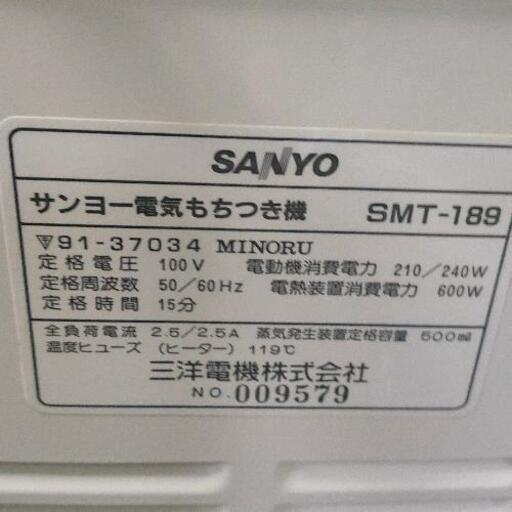 SANYO
サンヨー電気もちつき機 SMT-189
▽〒91-37034 MINORU
定格電圧 100V 電動機消費電力 210/240W
定格周波数 50/60Hz 電熱装置消費電力 600W
定格時間 15分
全負荷電流 2.5/2.5A 蒸気発生装置定格容量 500㎖
温度ヒューズ (ヒーター) 119℃
三洋電機株式会社
NO.009579